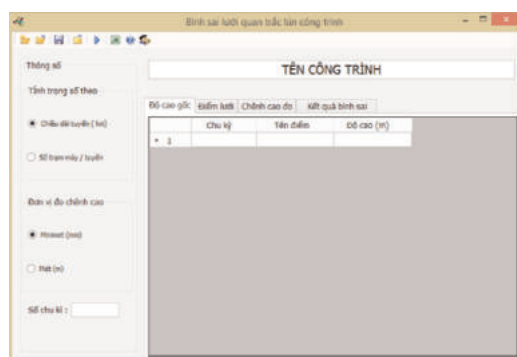 Bình sai lưới quan trắc lún công trình
Thông số
TÊN CÔNG TRÌNH
Tính trọng số theo
Độ cao gốc Điểm lưới Chênh cao đo Kết quả bình sai
Chu kỳ Tên điểm Độ cao (m)
1
Chiều dài tuyến ( km)
Số trạm máy / tuyến
Đơn vị đo chênh cao
Milimet (mm)
Mét (m)
Số chu kì :